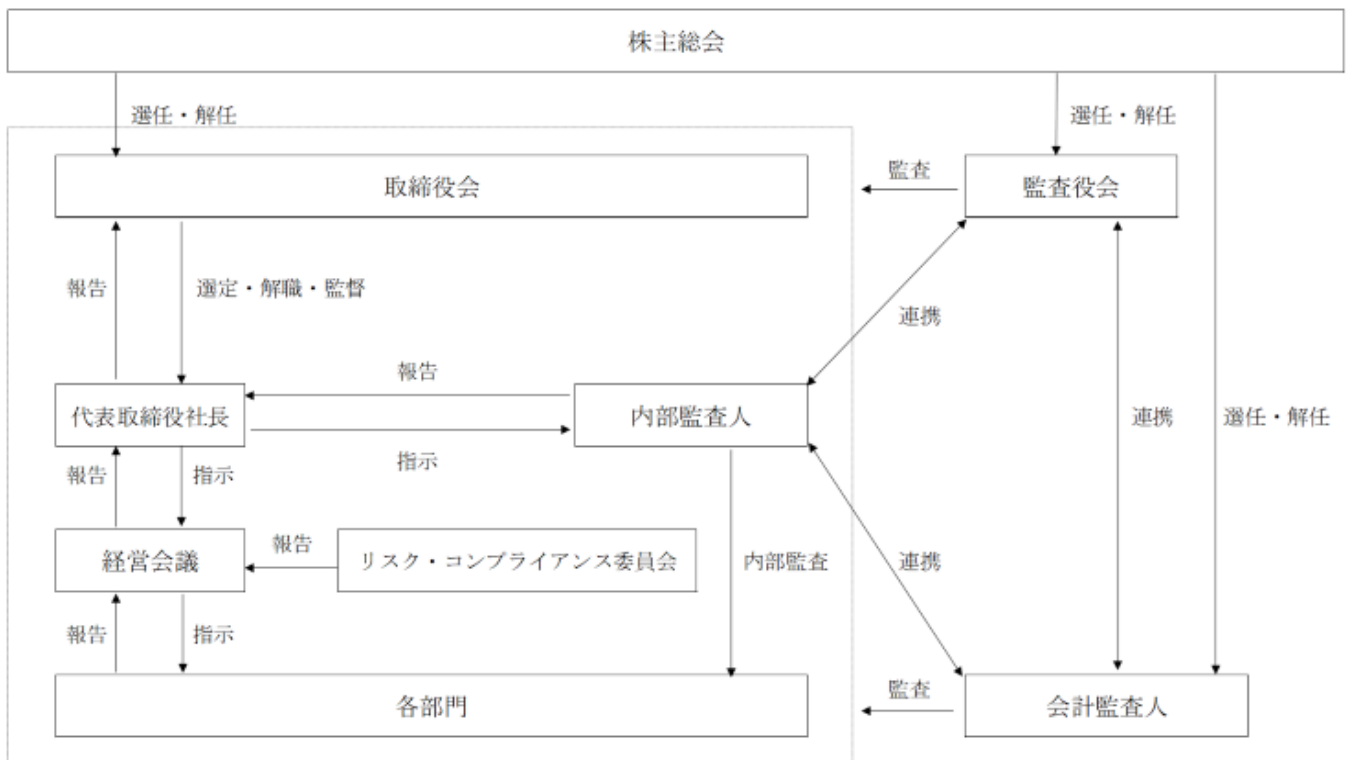 株主総会
選任・解任
選任・解任
取締役会
監査
監査役会
報告
選定・解職・監督
連携
報告
代表取締役社長
内部監査人
連携
選任・解任
指示
報告
指示
経営会議
報告
リスク・コンプライアンス委員会
内部監査
連携
報告
指示
各部門
監査
会計監査人